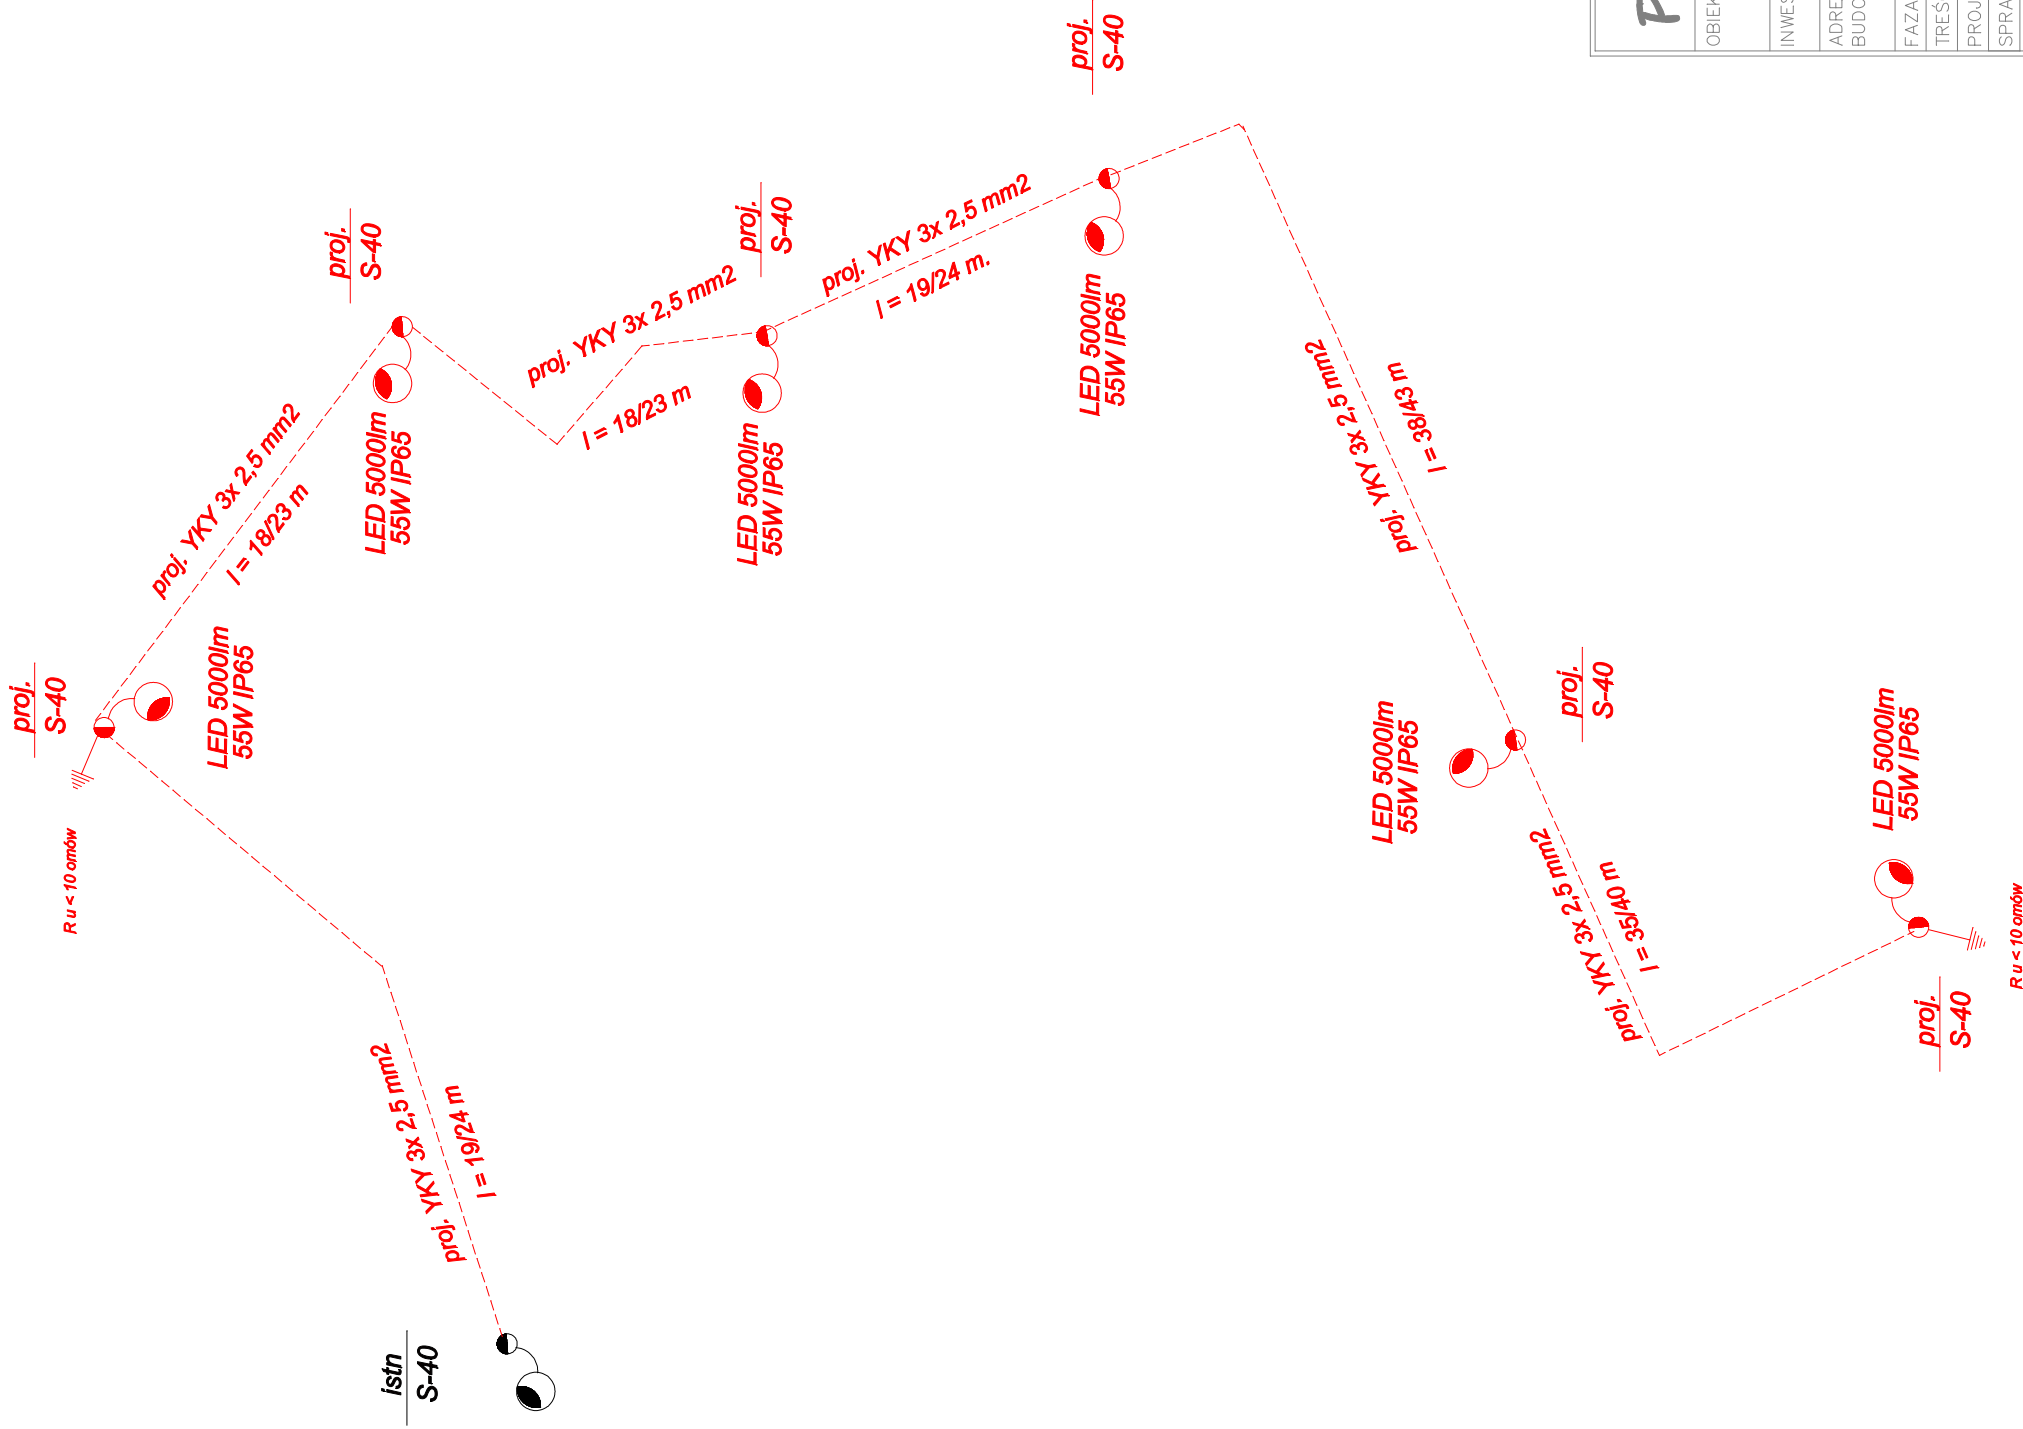 proj.
S-40
R u < 10 omów
LED 5000lm
55W IP65
proj. YKY 3x 2,5 mm2
l = 18/23 m
proj.
S-40
LED 5000lm
55W IP65
proj. YKY 3x 2,5 mm2
l = 18/23 m
proj.
S-40
LED 5000lm
55W IP65
proj. YKY 3x 2,5 mm2
l = 19/24 m.
proj.
S-40
LED 5000lm
55W IP65
proj. YKY 3x 2,5 mm2
l = 38/43 m
LED 5000lm
55W IP65
proj.
S-40
proj. YKY 3x 2,5 mm2
l = 35/40 m
LED 5000lm
55W IP65
proj.
S-40
R u < 10 omów
proj. YKY 3x 2,5 mm2
l = 19/24 m
istn
S-40
OBIEK
INWES
ADRE
BUDO
FAZA
TREŚ
PROJ
SPRA